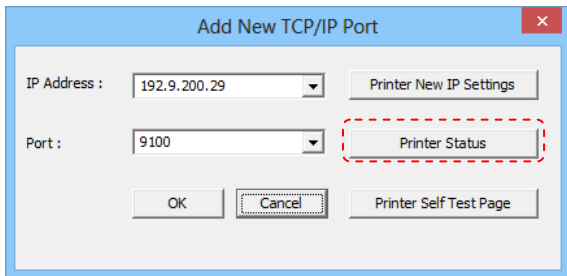 Add New TCP/IP Port
IP Address : 192.9.200.29 Printer New IP Settings
Port : 9100 Printer Status
OK Cancel Printer Self Test Page